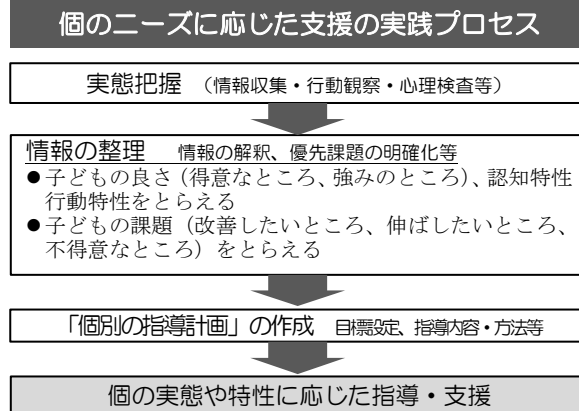 個のニーズに応じた支援の実践プロセス
実態把握 （情報収集・行動観察・心理検査等）
情報の整理 情報の解釈、優先課題の明確化等
●子どもの良さ（得意なところ、強みのところ）、認知特性
行動特性をとらえる
●子どもの課題（改善したいところ、伸ばしたいところ、
不得意なところ）をとらえる
「個別の指導計画」の作成 目標設定、指導内容・方法等
個の実態や特性に応じた指導・支援